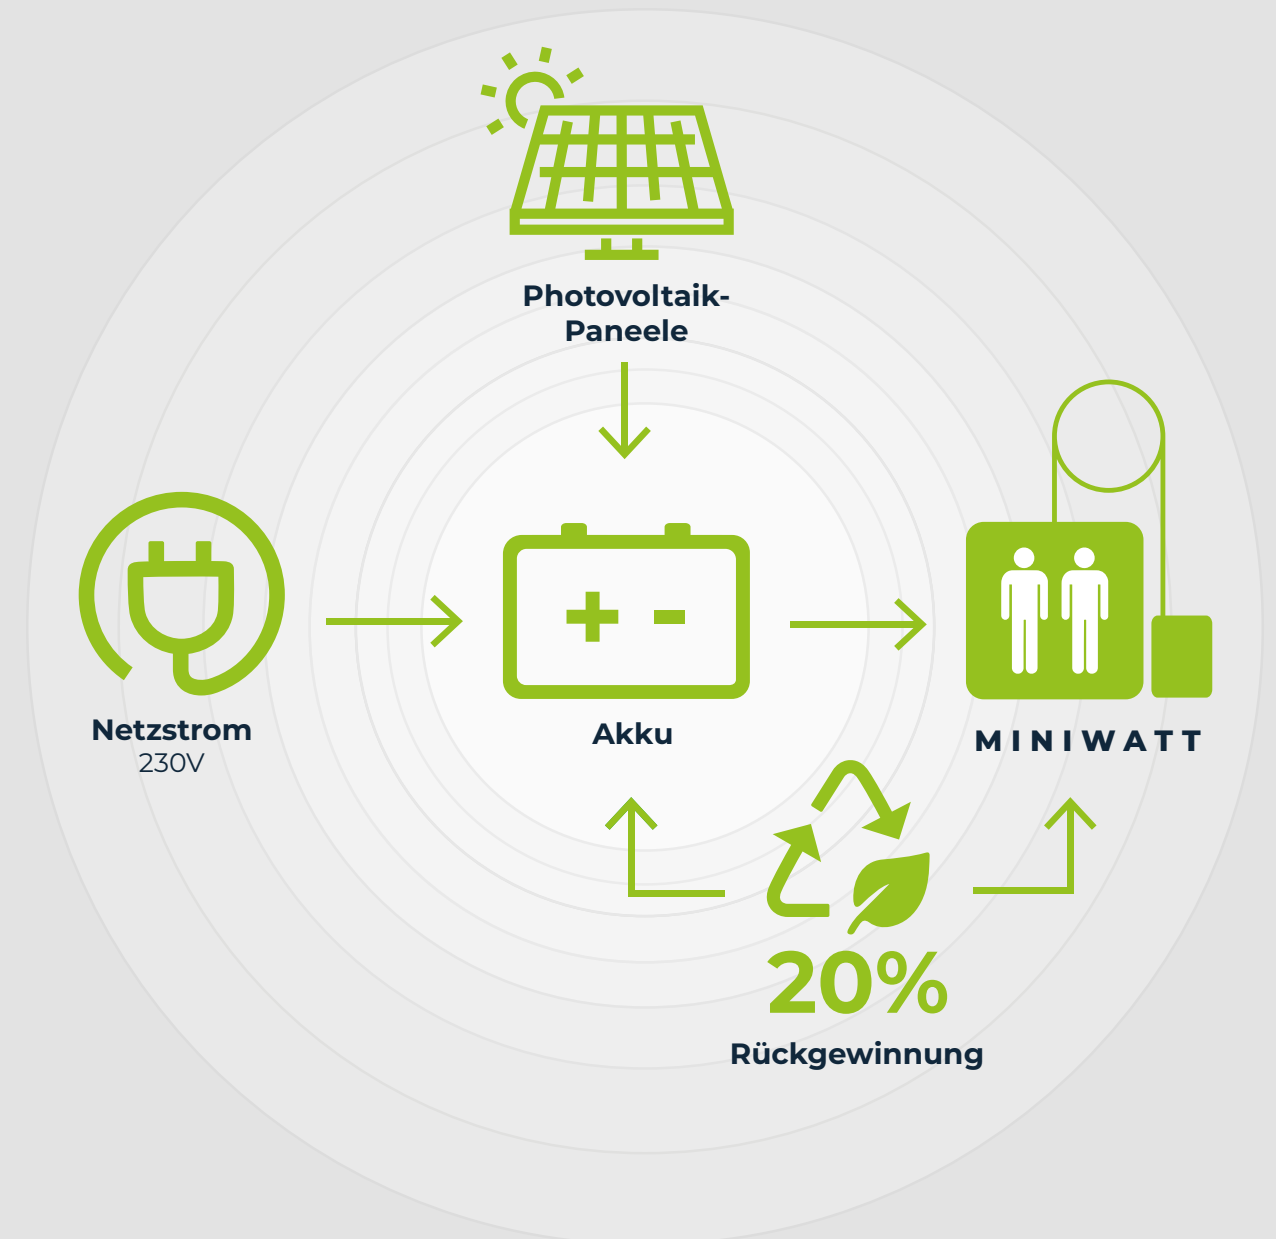 Photovoltaik-
Paneele
Netzstrom
230V
Akku
MINIWATT
20%
Rückgewinnung